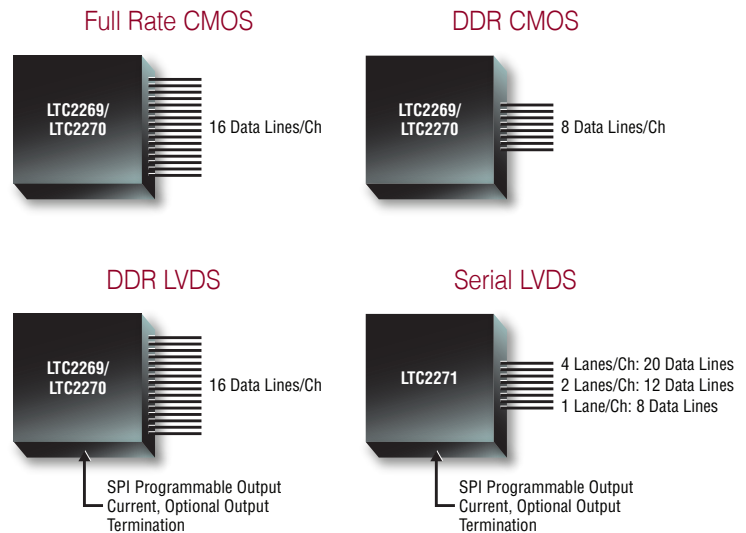 Full Rate CMOS
LTC2269/
LTC2270
16 Data Lines/Ch
DDR CMOS
LTC2269/
LTC2270
8 Data Lines/Ch
DDR LVDS
LTC2269/
LTC2270
16 Data Lines/Ch
SPI Programmable Output
Current, Optional Output
Termination
Serial LVDS
LTC2271
4 Lanes/Ch: 20 Data Lines
2 Lanes/Ch: 12 Data Lines
1 Lane/Ch: 8 Data Lines
SPI Programmable Output
Current, Optional Output
Termination